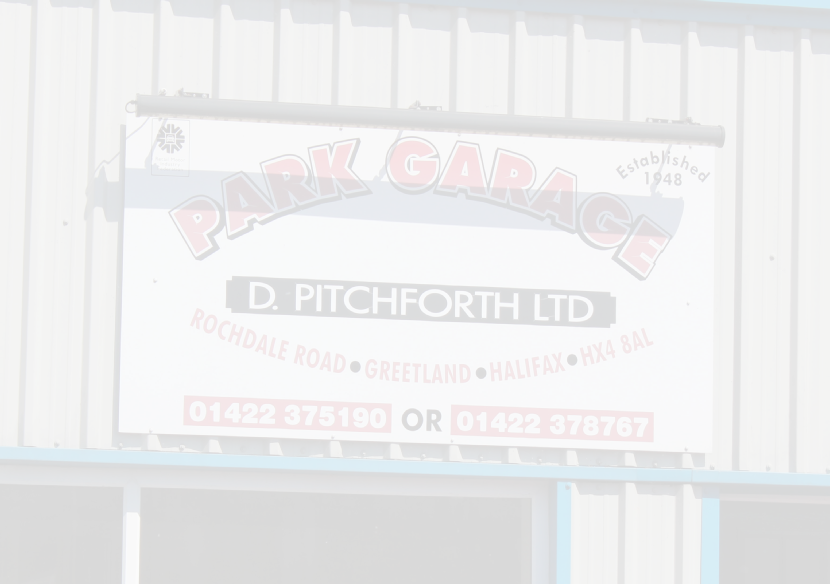 PARK GARAGE
Established
1948
D. PITCHFORTH LTD
ROCHDALE ROAD • GREETLAND • HALIFAX • HX4 8AL
01422 375190 OR 01422 378767